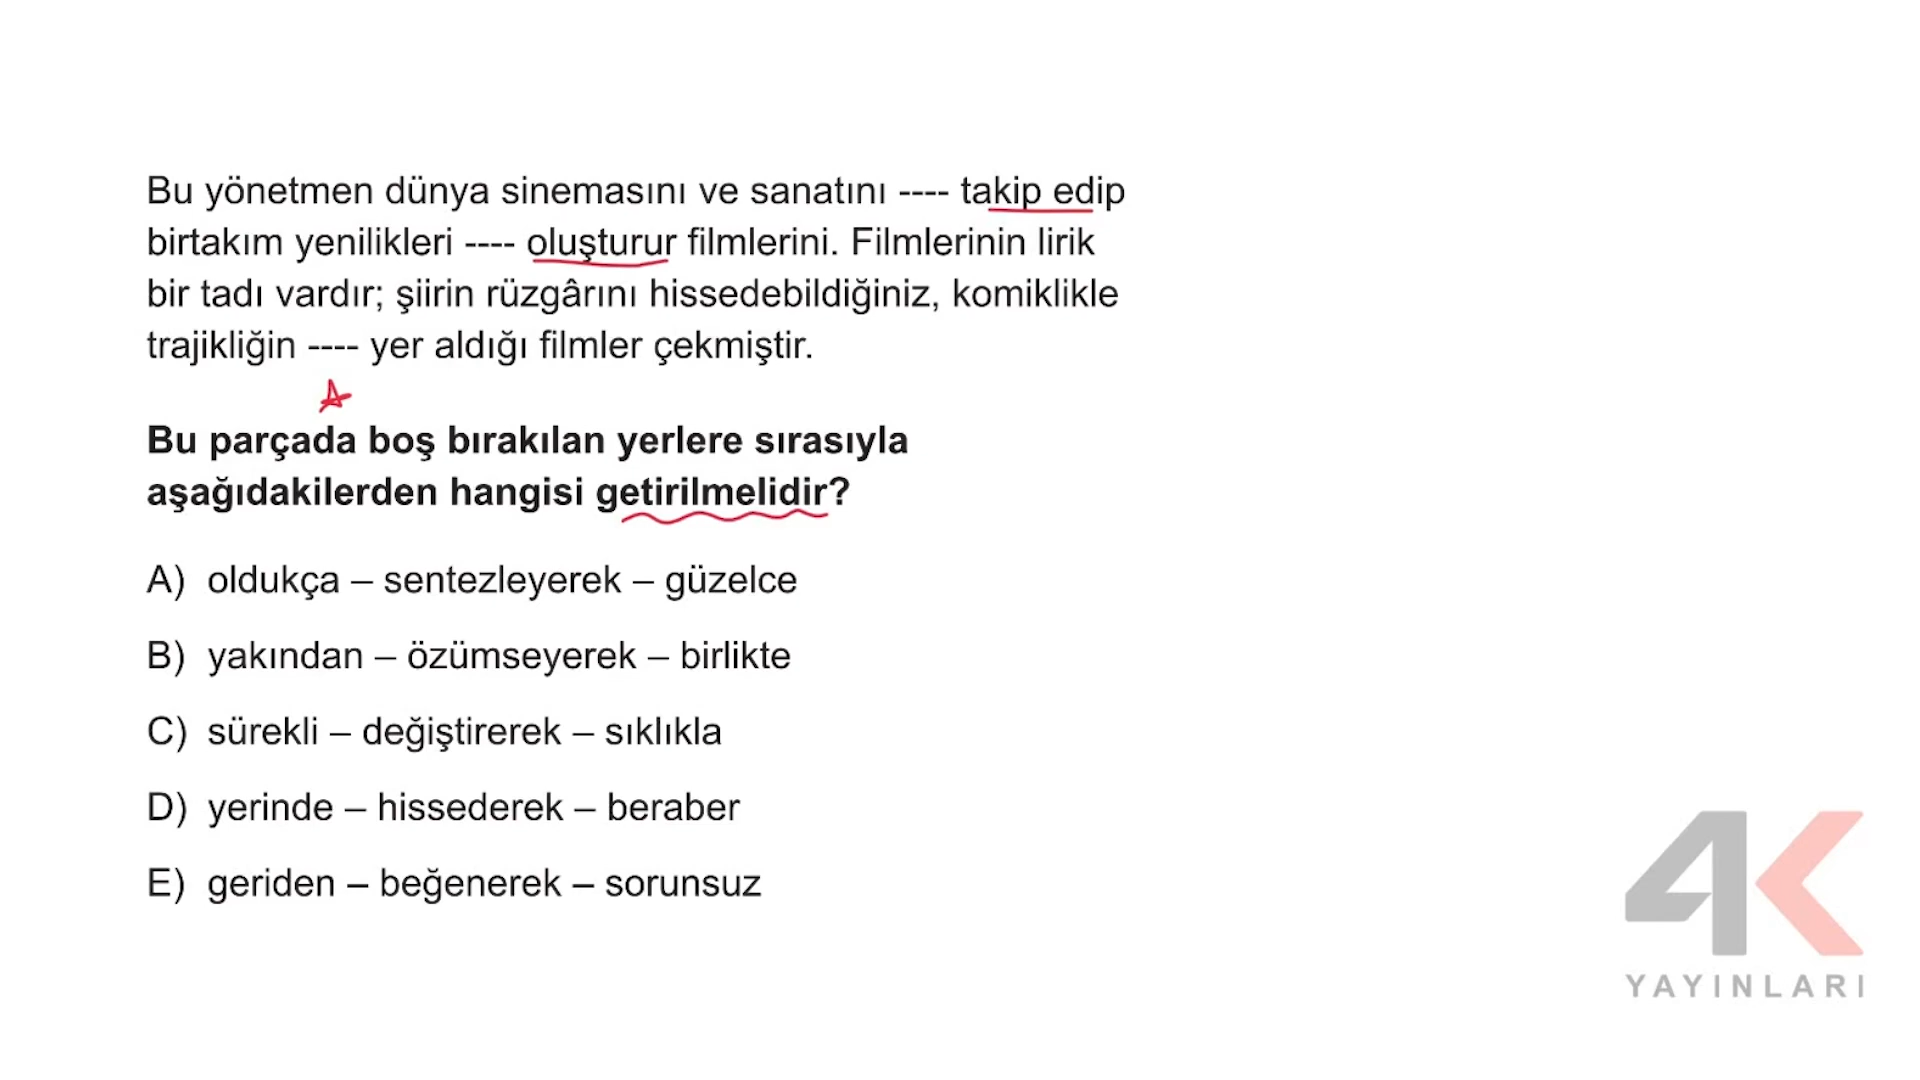 Bu yönetmen dünya sinemasını ve sanatını ---- takip edip
birtakım yenilikleri ---- oluşturur filmlerini. Filmlerinin lirik
bir tadı vardır; şiirin rüzgârını hissedebildiğiniz, komiklikle
trajikliğin ---- yer aldığı filmler çekmiştir.
Bu parçada boş bırakılan yerlere sırasıyla
aşağıdakilerden hangisi getirilmelidir?
A) oldukça – sentezleyerek – güzelce
B) yakından – özümseyerek – birlikte
C) sürekli – değiştirerek – sıklıkla
D) yerinde – hissederek – beraber
E) geriden – beğenerek – sorunsuz
4K
YAYINLARI